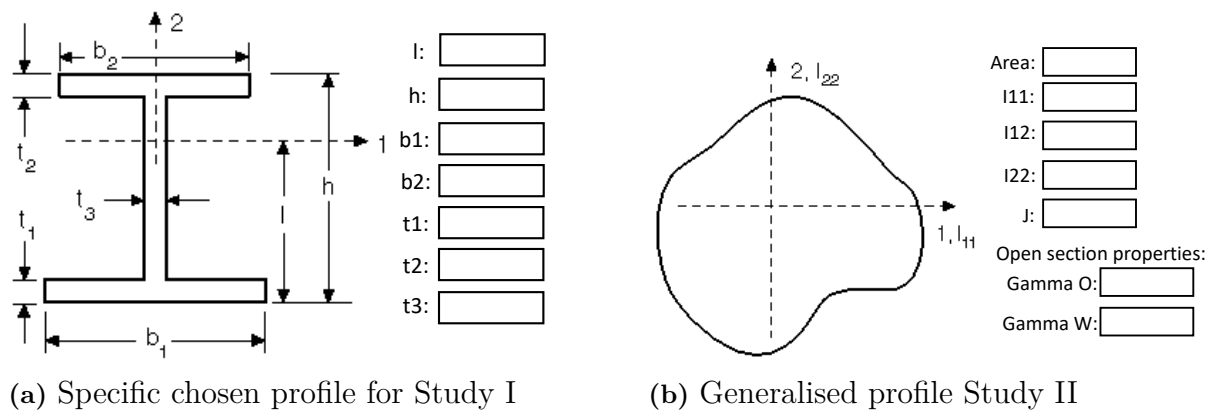 2
b2
1
t2
h
t3
l
t1
b1
l:
h:
b1:
b2:
t1:
t2:
t3:
(a) Specific chosen profile for Study I
2, I22
1, I11
Area:
I11:
I12:
I22:
J:
Open section properties:
Gamma O:
Gamma W:
(b) Generalised profile Study II